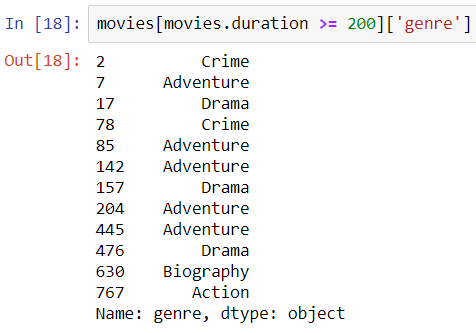 In [18]: movies[movies.duration >= 200]['genre']
Out[18]: 2 Crime
7 Adventure
17 Drama
78 Crime
85 Adventure
142 Adventure
157 Drama
204 Adventure
445 Adventure
476 Drama
630 Biography
767 Action
Name: genre, dtype: object